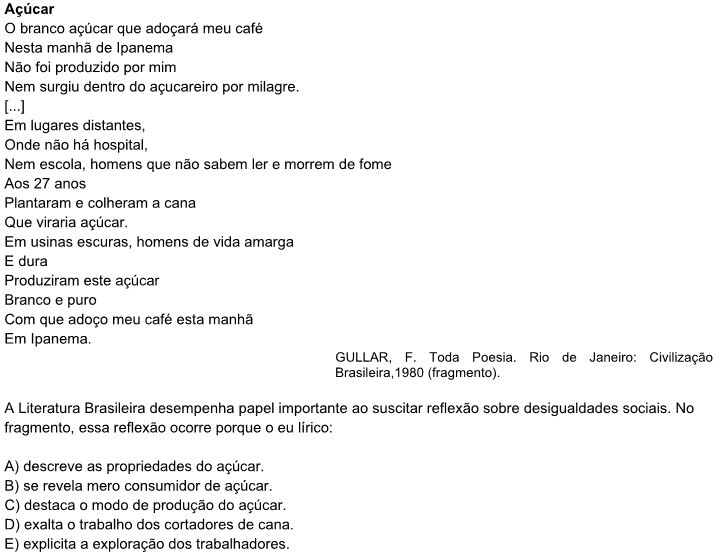 Açúcar
O branco açúcar que adoçará meu café
Nesta manhã de Ipanema
Não foi produzido por mim
Nem surgiu dentro do açucareiro por milagre.
[...]
Em lugares distantes,
Onde não há hospital,
Nem escola, homens que não sabem ler e morrem de fome
Aos 27 anos
Plantaram e colheram a cana
Que viraria açúcar.
Em usinas escuras, homens de vida amarga
E dura
Produziram este açúcar
Branco e puro
Com que adoço meu café esta manhã
Em Ipanema.
GULLAR, F. Toda Poesia. Rio de Janeiro: Civilização
Brasileira,1980 (fragmento).
A Literatura Brasileira desempenha papel importante ao suscitar reflexão sobre desigualdades sociais. No
fragmento, essa reflexão ocorre porque o eu lírico:
A) descreve as propriedades do açúcar.
B) se revela mero consumidor de açúcar.
C) destaca o modo de produção do açúcar.
D) exalta o trabalho dos cortadores de cana.
E) explicita a exploração dos trabalhadores.